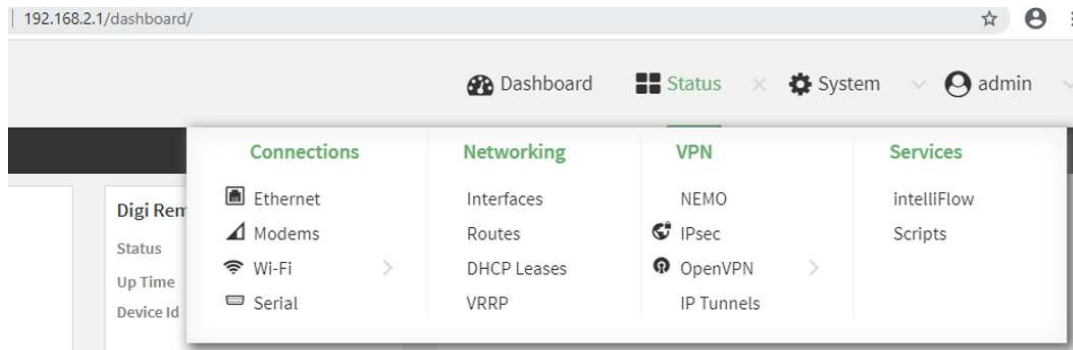 192.168.2.1/dashboard/
Dashboard Status System admin
Connections Networking VPN Services
Ethernet Interfaces NEMO intelliFlow
Modems Routes IPsec Scripts
Wi-Fi DHCP Leases OpenVPN
Serial VRRP IP Tunnels
Digi Rem
Status
Up Time
Device Id